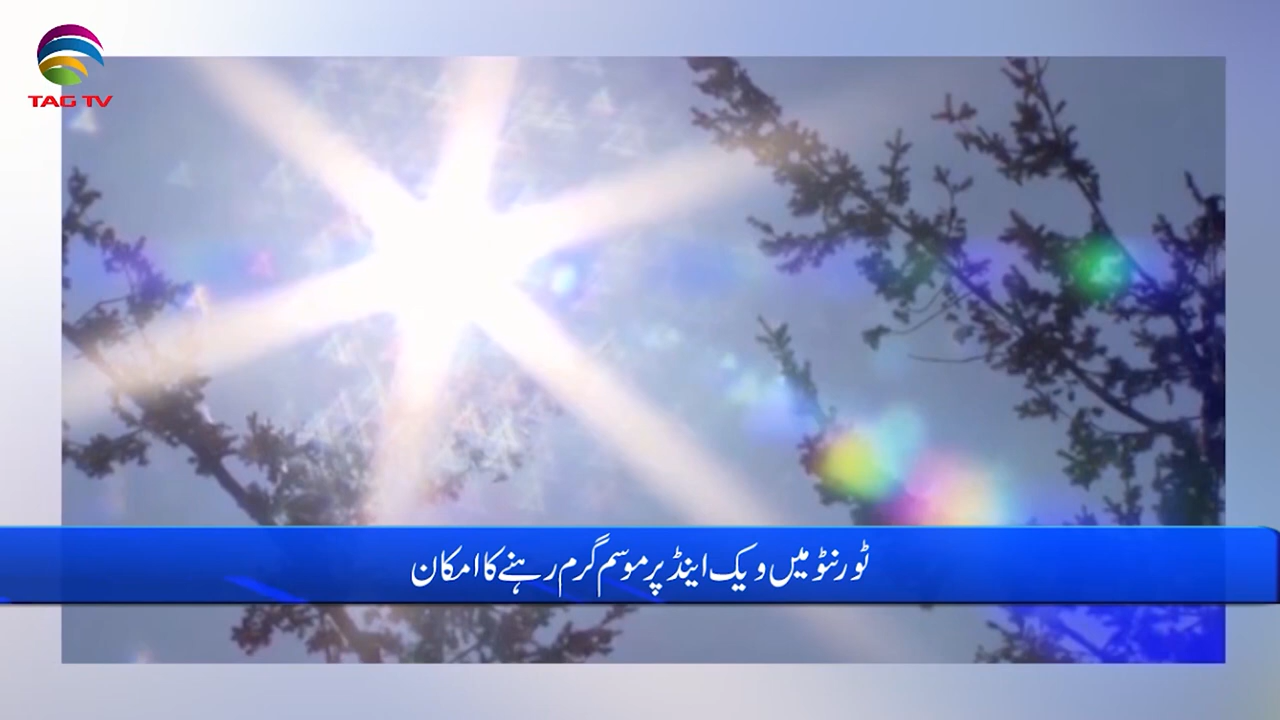 TAG TV
ٹورنٹو میں ویک اینڈ پر موسم گرم رہنے کا امکان